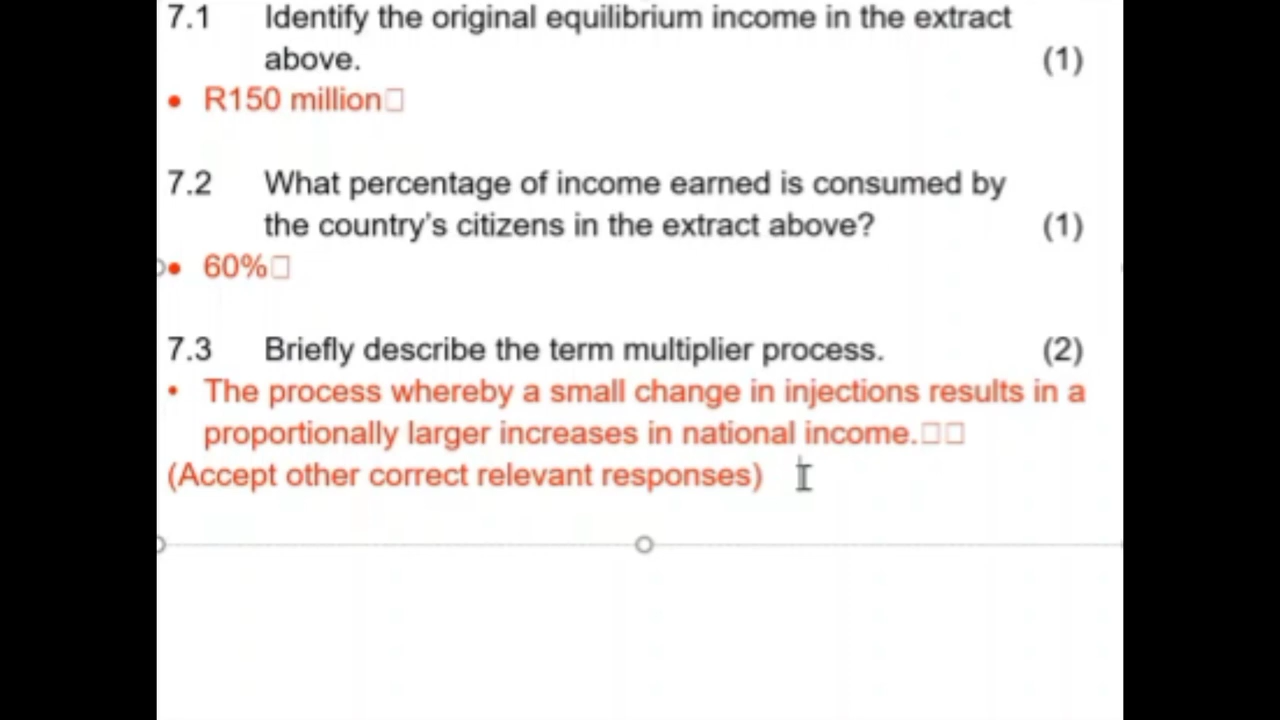 7.1 Identify the original equilibrium income in the extract
above. (1)
• R150 million□
7.2 What percentage of income earned is consumed by
the country's citizens in the extract above? (1)
• 60%□
7.3 Briefly describe the term multiplier process. (2)
• The process whereby a small change in injections results in a
proportionally larger increases in national income.□□
(Accept other correct relevant responses)